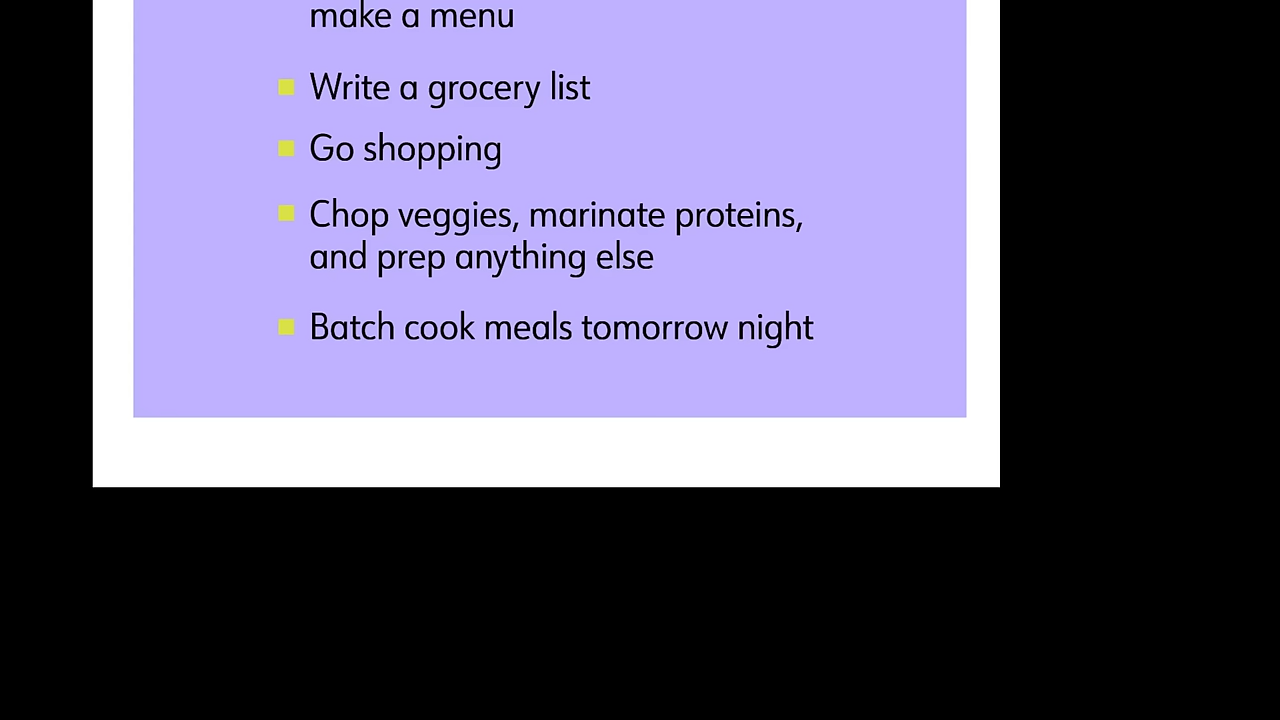 make a menu
Write a grocery list
Go shopping
Chop veggies, marinate proteins,
and prep anything else
Batch cook meals tomorrow night